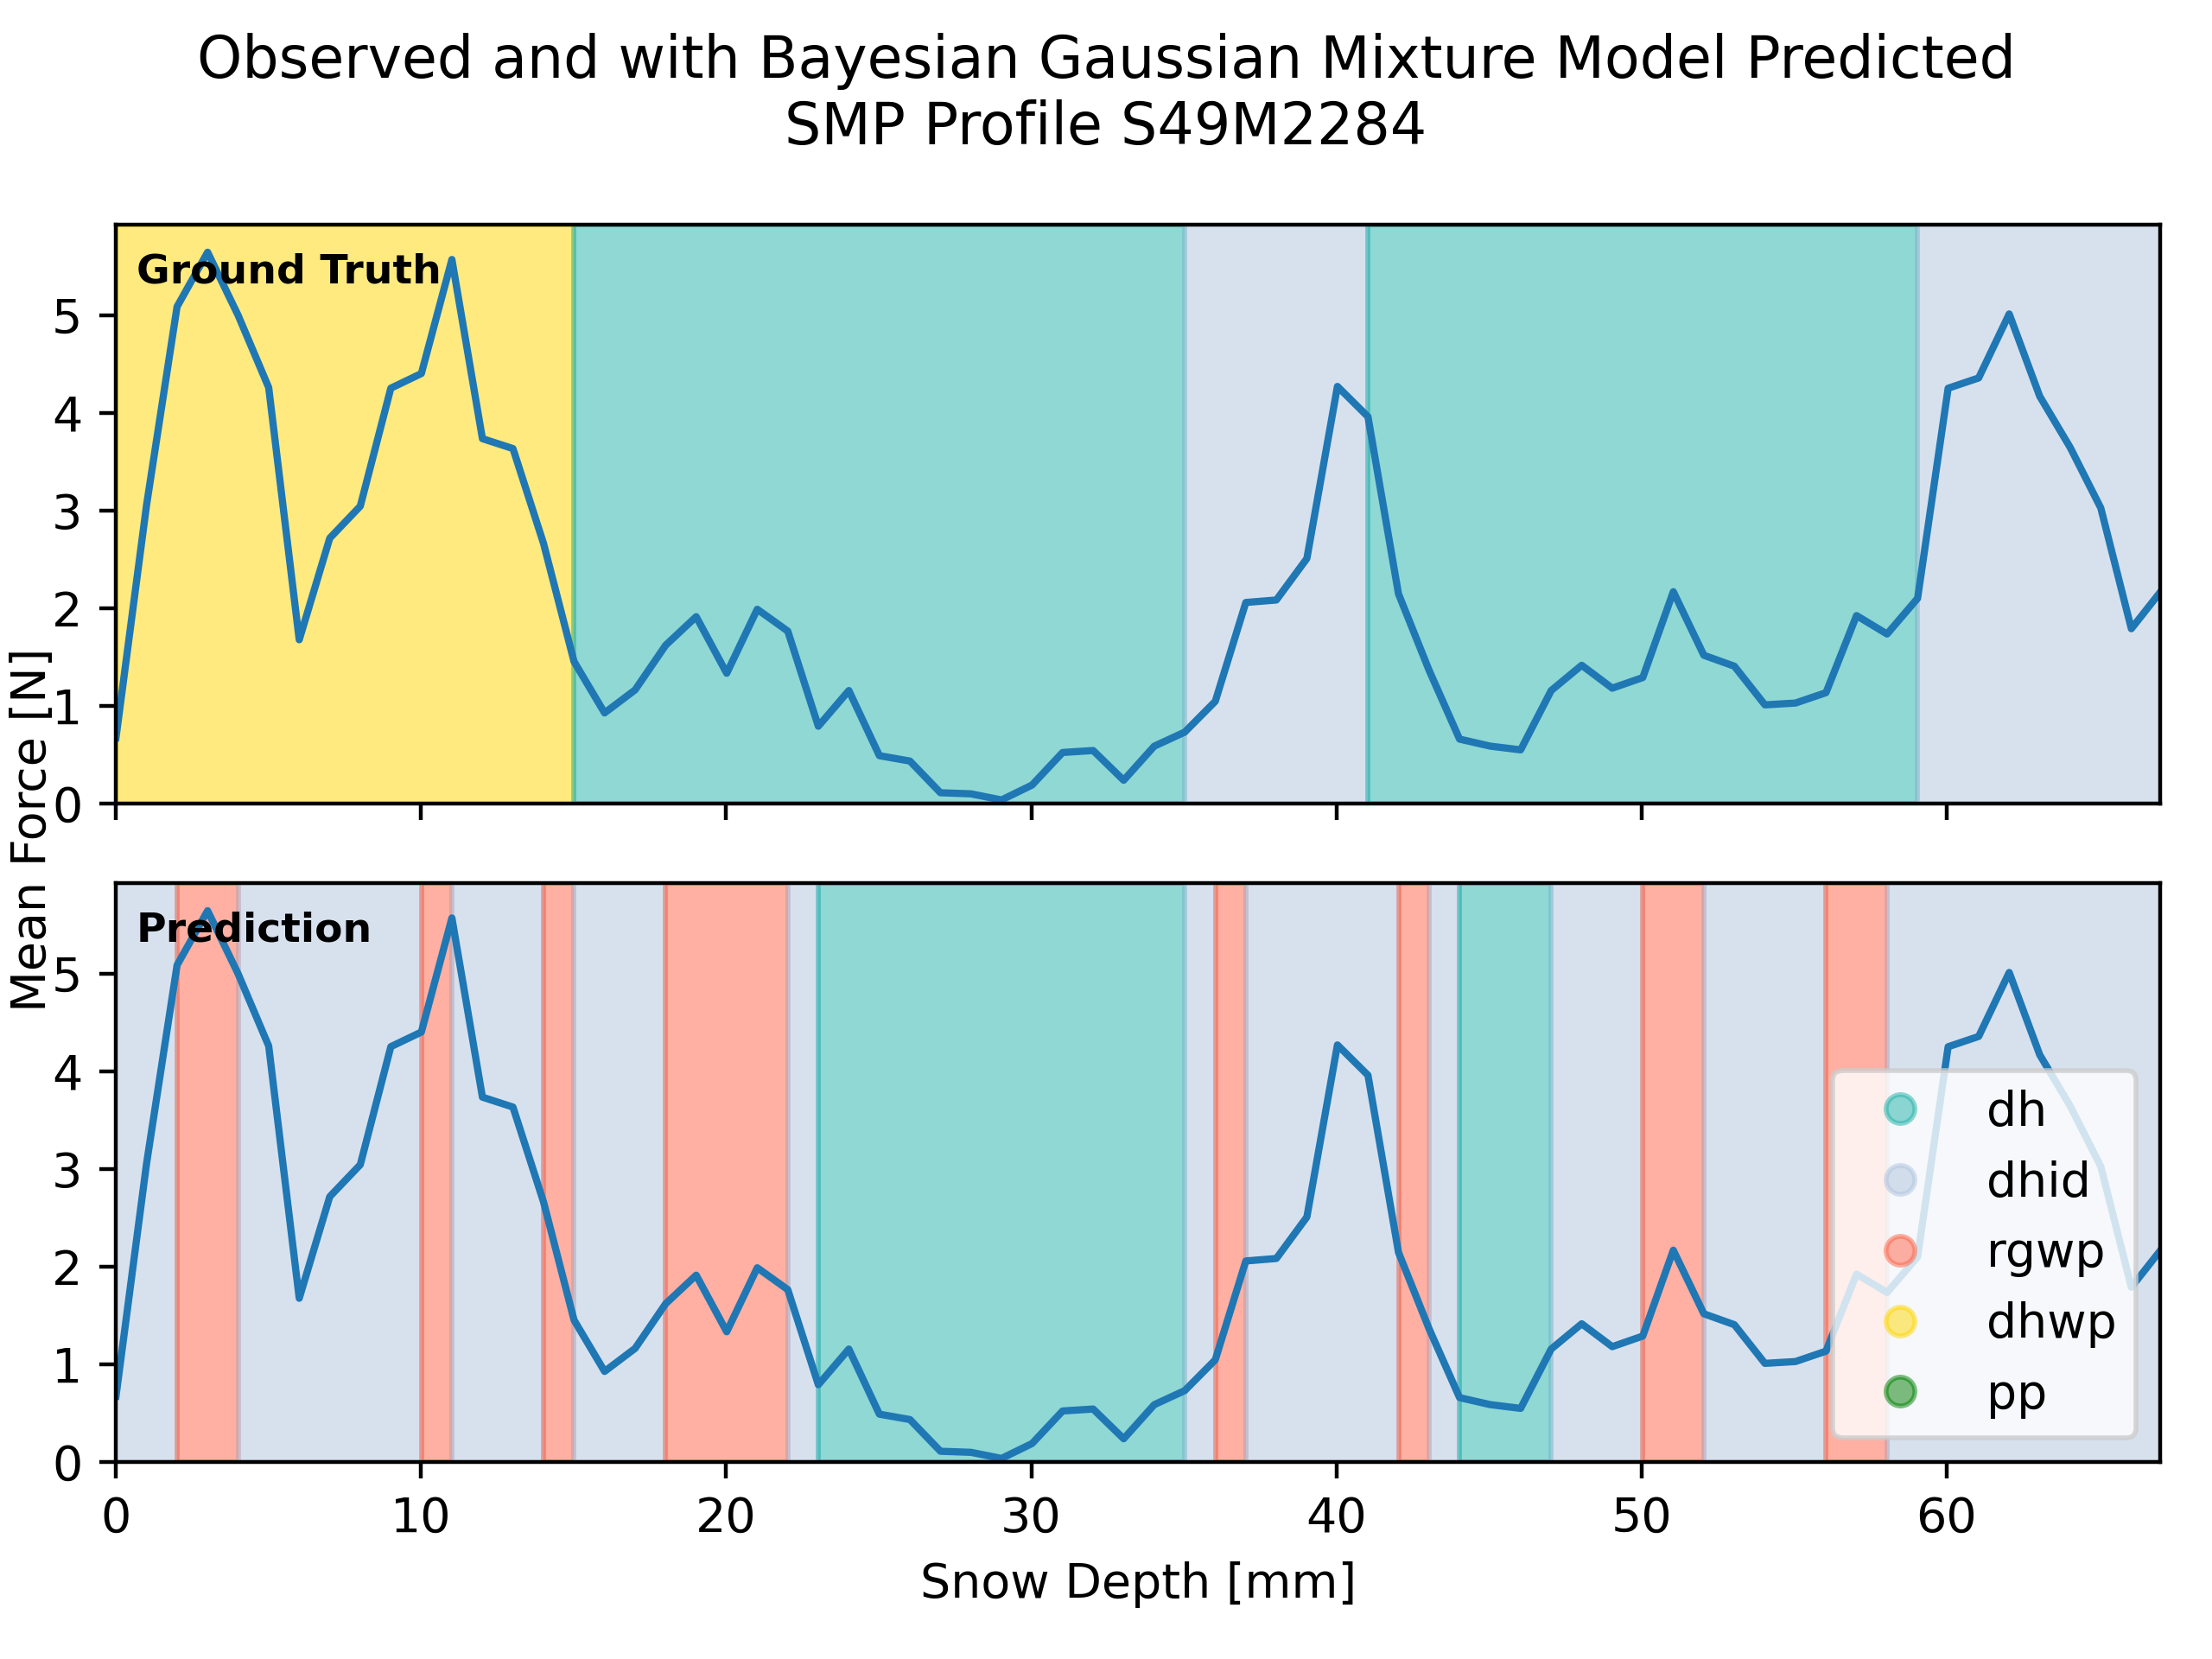 Observed and with Bayesian Gaussian Mixture Model Predicted
SMP Profile S49M2284
Mean Force [N]
Ground Truth
5
4
3
2
1
0
Prediction
5
4
3
2
1
0
dh
dhid
rgwp
dhwp
pp
0 10 20 30 40 50 60
Snow Depth [mm]